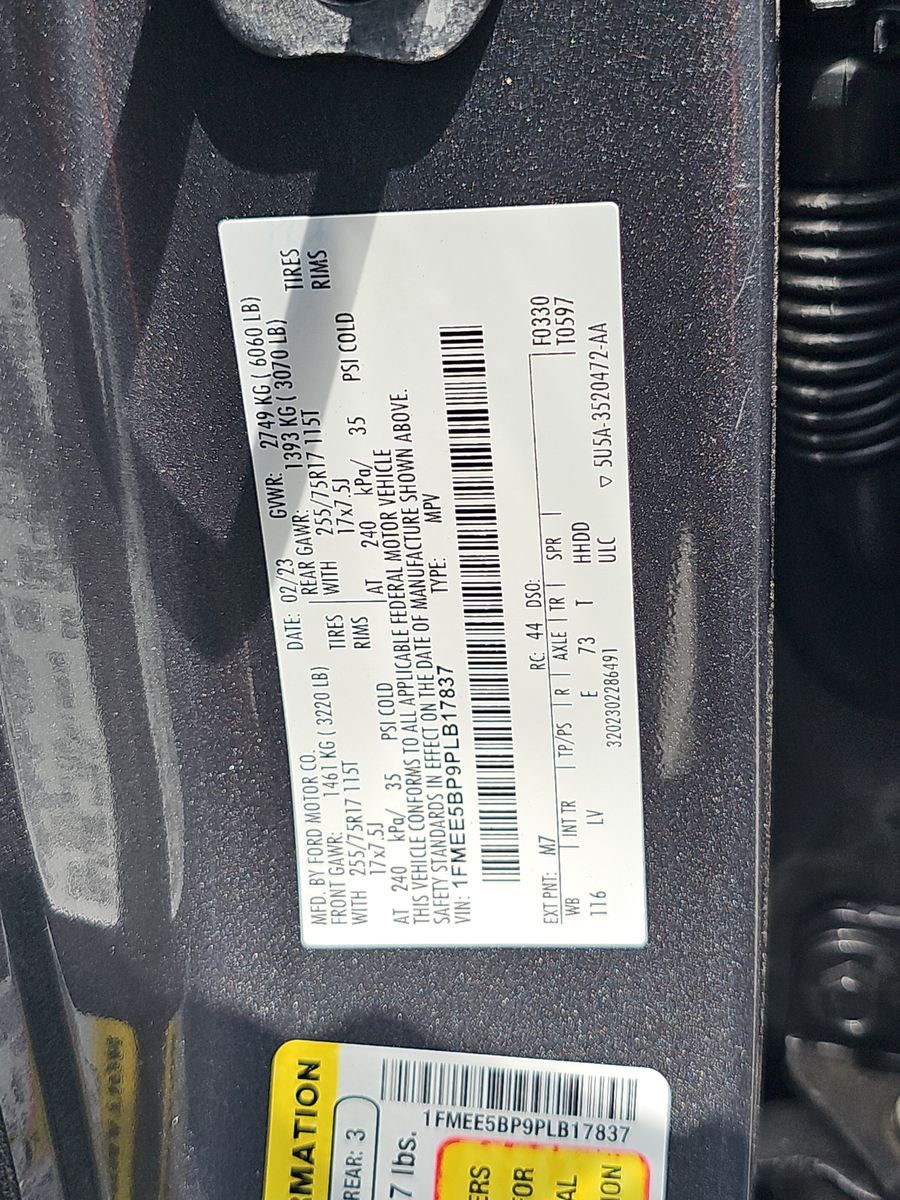 MFD. BY FORD MOTOR CO.
DATE: 02/23
GVWR: 2749 KG ( 6060 LB)
FRONT GAWR: 1461 KG ( 3220 LB)
REAR GAWR: 1393 KG ( 3070 LB)
WITH 255/75R17 115T TIRES
WITH 255/75R17 115T TIRES
17x7.5J RIMS
17x7.5J RIMS
AT 240 kPa/ 35 PSI COLD
AT 240 kPa/ 35 PSI COLD
THIS VEHICLE CONFORMS TO ALL APPLICABLE FEDERAL MOTOR VEHICLE
SAFETY STANDARDS IN EFFECT ON THE DATE OF MANUFACTURE SHOWN ABOVE.
VIN: 1FMEE5BP9PLB17837
TYPE: MPV
EXT PNT: M7 RC: 44 DSO: F0330
WB INT TR TP/PS R AXLE TR SPR T0597
116 LV E 73 T HHDD
3202302286491 ULC ▽ 5U5A-3520472-AA
MATION
REAR: 3
7 lbs.
1FMEE5BP9PLB17837
ERS
FOR
AL
ION